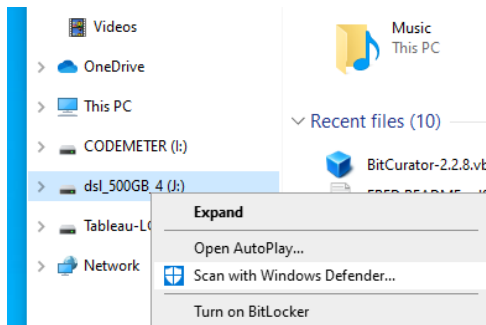 Videos
OneDrive
This PC
CODEMETER (I:)
dsl_500GB_4 (J:)
Network
Music
This PC
Recent files (10)
BitCurator-2.2.8.vb
Expand
Open AutoPlay...
Scan with Windows Defender...
Turn on BitLocker